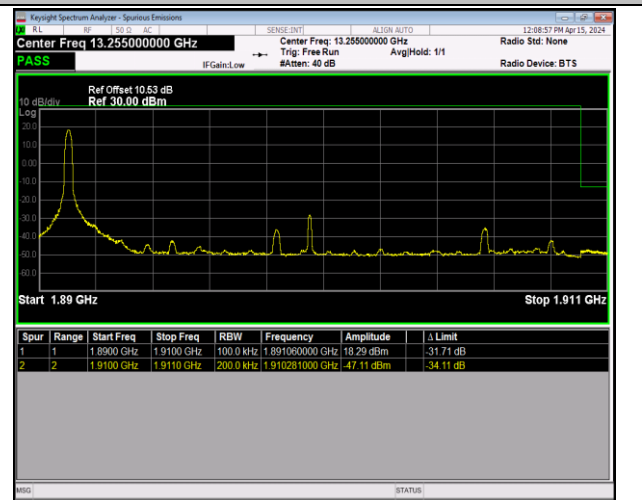 Keysight Spectrum Analyzer - Spurious Emissions
RL RF 50 Ω AC SENSE:INT ALIGN AUTO 12:08:57 PM Apr 15, 2024
Center Freq 13.255000000 GHz Center Freq: 13.255000000 GHz Radio Std: None
Trig: Free Run Avg|Hold: 1/1
PASS IFGain:Low #Atten: 40 dB Radio Device: BTS
Ref Offset 10.53 dB
10 dB/div Ref 30.00 dBm
Log
20.0
10.0
0.00
-10.0
-20.0
-30.0
-40.0
-50.0
-60.0
Start 1.89 GHz Stop 1.911 GHz
Spur Range Start Freq Stop Freq RBW Frequency Amplitude Δ Limit
1 1 1.8900 GHz 1.9100 GHz 100.0 kHz 1.891060000 GHz 18.29 dBm -31.71 dB
2 2 1.9100 GHz 1.9110 GHz 200.0 kHz 1.910281000 GHz -47.11 dBm -34.11 dB
MSG STATUS